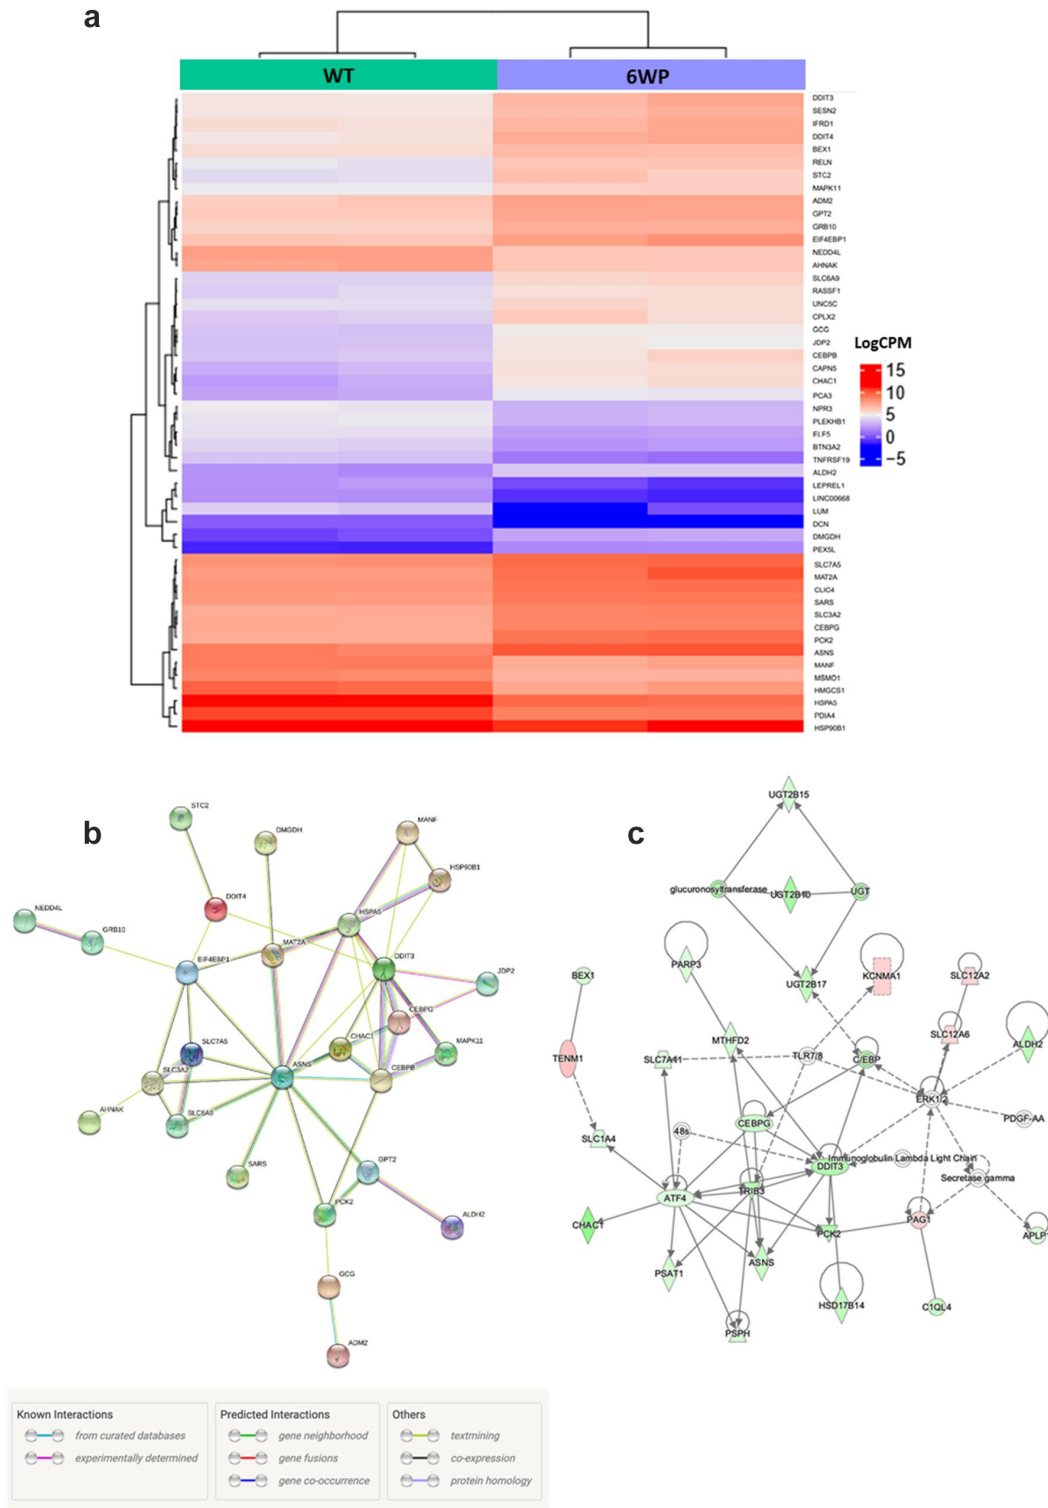 a
WT
6WP
DDIT3
SESN2
IFRD1
DDIT4
BEX1
RELN
STC2
MAPK11
ADM2
GPT2
GRB10
EIF4EBP1
NEDD4L
AHNAK
SLC6A9
RASSF1
UNC5C
CPLX2
GCG
JDP2
CEBPB
CAPN5
CHAC1
PCA3
NPR3
PLEKHB1
ELF5
BTN3A2
TNFRSF19
ALDH2
LEPREL1
LINC00668
LUM
DCN
DMGDH
PEX5L
SLC7A5
MAT2A
CLIC4
SARS
SLC3A2
CEBPG
PCK2
ASNS
MANF
MSMO1
HMGCS1
HSPA5
PDIA4
HSP90B1
LogCPM
15
10
5
0
−5
b
STC2
DMGDH
MANF
HSP90B1
DDIT4
NEDD4L
GRB10
HSPA5
MAT2A
EIF4EBP1
DDIT3
JDP2
CEBPG
CHAC1
MAPK11
SLC7A5
ASNS
CEBPB
SLC3A2
AHNAK
SLC6A9
SARS
GPT2
PCK2
ALDH2
GCG
ADM2
Known Interactions
from curated databases
experimentally determined
Predicted Interactions
gene neighborhood
gene fusions
gene co-occurrence
Others
textmining
co-expression
protein homology
c
UGT2B15
glucuronosyltransferase
UGT2B10
UGT
PARP3
BEX1
UGT2B17
KCNMA1
SLC12A2
MTHFD2
SLC12A6
TENM1
SLC7A11
TLR7/8
C/EBP
ALDH2
ERK1/2
PDGF-AA
CEBPG
48s
SLC1A4
Immunoglobulin Lambda Light Chain
DDIT3
Secretase gamma
TRIB3
ATF4
CHAC1
PCK2
PAG1
APLP1
PSAT1
ASNS
HSD17B14
C1QL4
PSPH